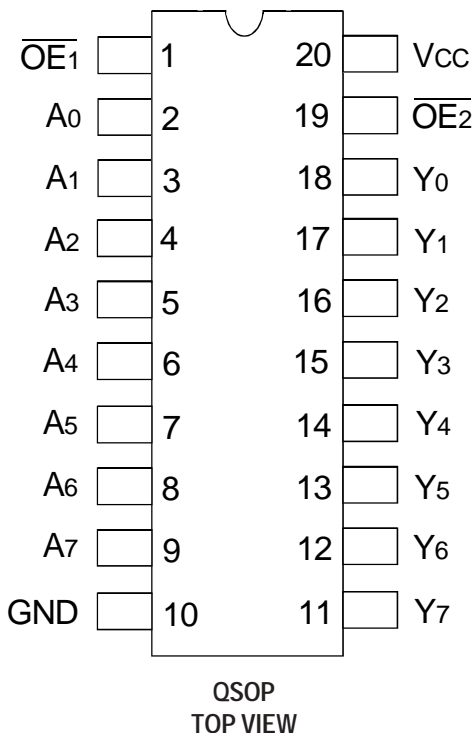 OE1 1 20 VCC
A0 2 19 OE2
A1 3 18 Y0
A2 4 17 Y1
A3 5 16 Y2
A4 6 15 Y3
A5 7 14 Y4
A6 8 13 Y5
A7 9 12 Y6
GND 10 11 Y7
QSOP
TOP VIEW